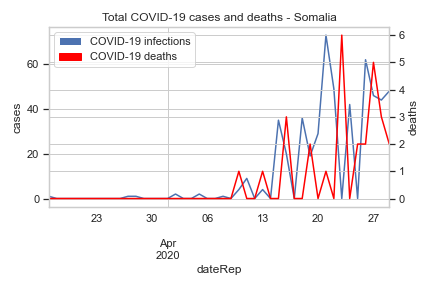 Total COVID-19 cases and deaths - Somalia
COVID-19 infections
COVID-19 deaths
cases
60
40
20
0
deaths
6
5
4
3
2
1
0
23 30 06 13 20 27
Apr
2020
dateRep